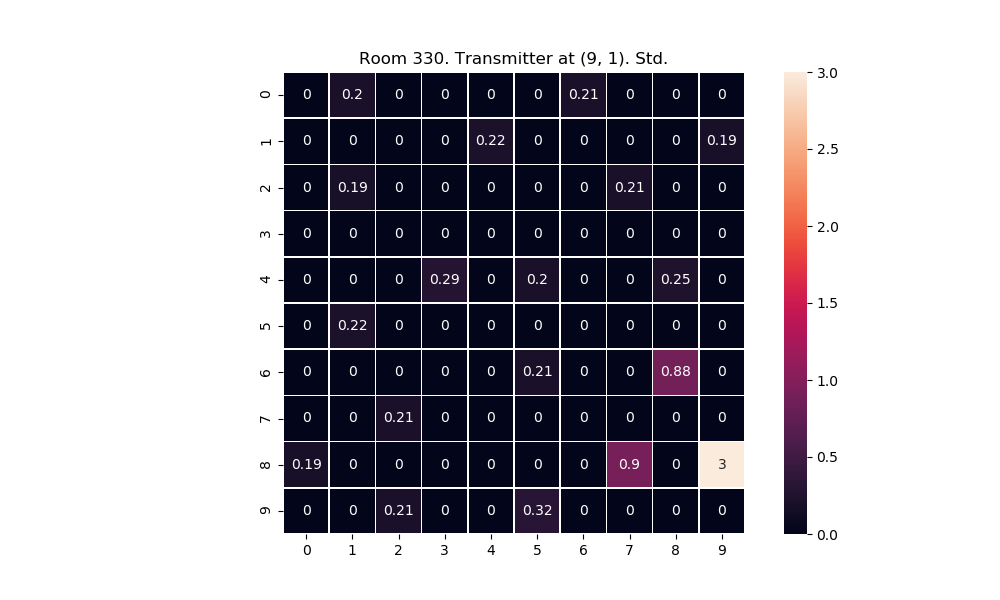 Room 330. Transmitter at (9, 1). Std.
0 0 0.2 0 0 0 0 0.21 0 0 0
1 0 0 0 0 0.22 0 0 0 0 0.19
2 0 0.19 0 0 0 0 0 0.21 0 0
3 0 0 0 0 0 0 0 0 0 0
4 0 0 0 0.29 0 0.2 0 0 0.25 0
5 0 0.22 0 0 0 0 0 0 0 0
6 0 0 0 0 0 0.21 0 0 0.88 0
7 0 0 0.21 0 0 0 0 0 0 0
8 0.19 0 0 0 0 0 0 0.9 0 3
9 0 0 0.21 0 0 0.32 0 0 0 0
0 1 2 3 4 5 6 7 8 9
3.0
2.5
2.0
1.5
1.0
0.5
0.0